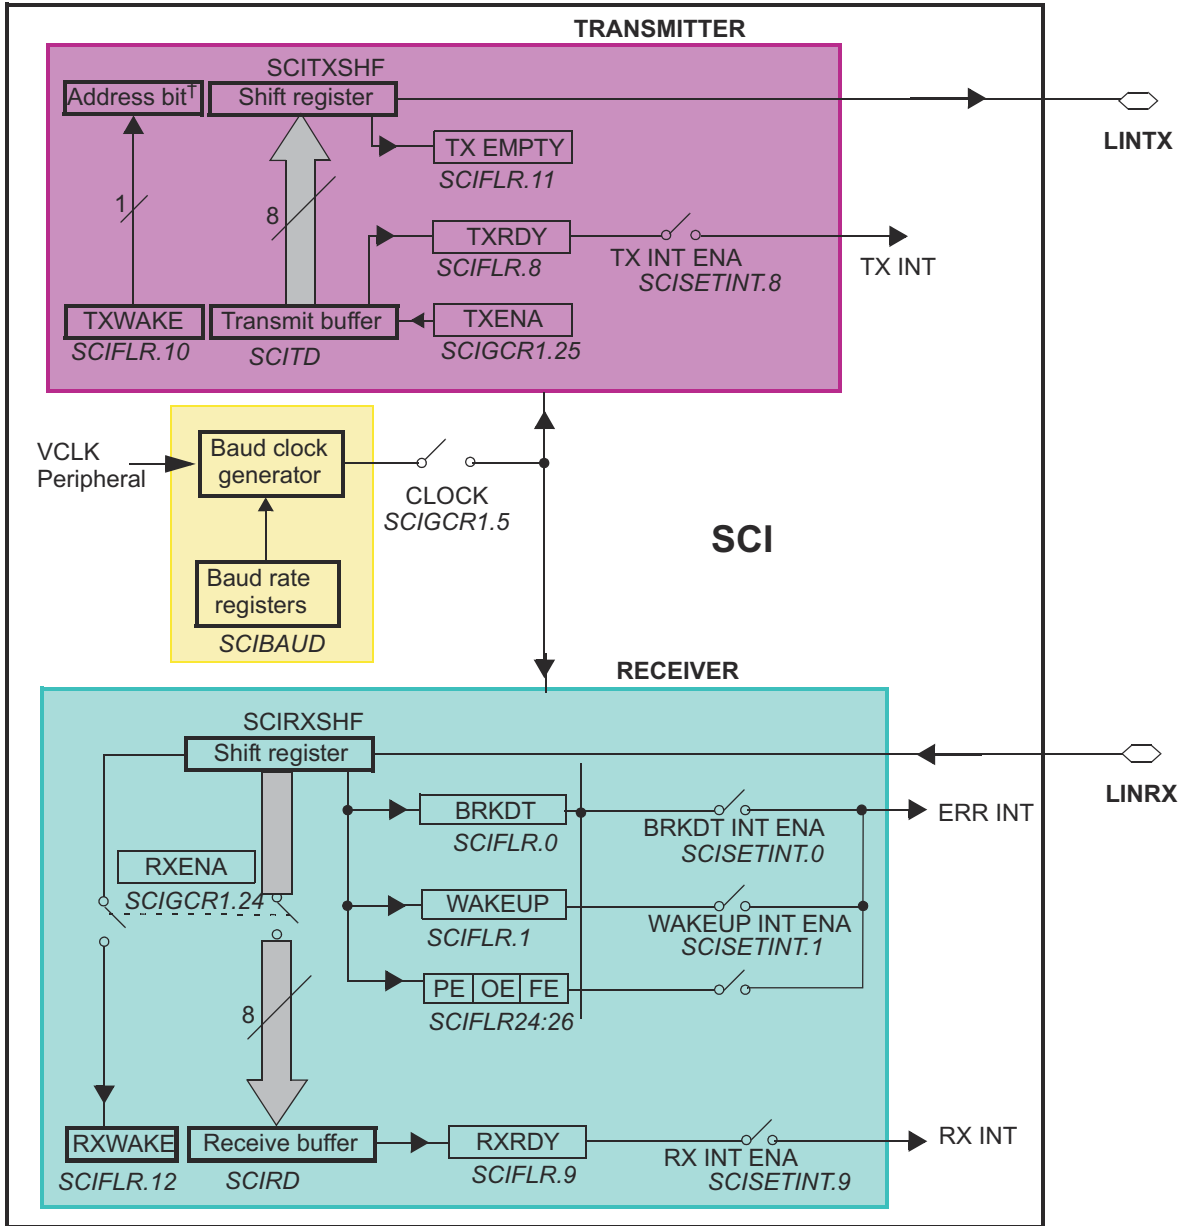 TRANSMITTER
SCITXSHF
Address bit†
Shift register
LINTX
TX EMPTY
SCIFLR.11
1
8
TXRDY
SCIFLR.8
TX INT ENA
SCISETINT.8
TX INT
TXWAKE
SCIFLR.10
Transmit buffer
SCITD
TXENA
SCIGCR1.25
VCLK
Peripheral
Baud clock
generator
CLOCK
SCIGCR1.5
SCI
Baud rate
registers
SCIBAUD
RECEIVER
SCIRXSHF
Shift register
LINRX
BRKDT
SCIFLR.0
BRKDT INT ENA
SCISETINT.0
ERR INT
RXENA
SCIGCR1.24
WAKEUP
SCIFLR.1
WAKEUP INT ENA
SCISETINT.1
PE OE FE
SCIFLR24:26
8
RXWAKE
SCIFLR.12
Receive buffer
SCIRD
RXRDY
SCIFLR.9
RX INT ENA
SCISETINT.9
RX INT